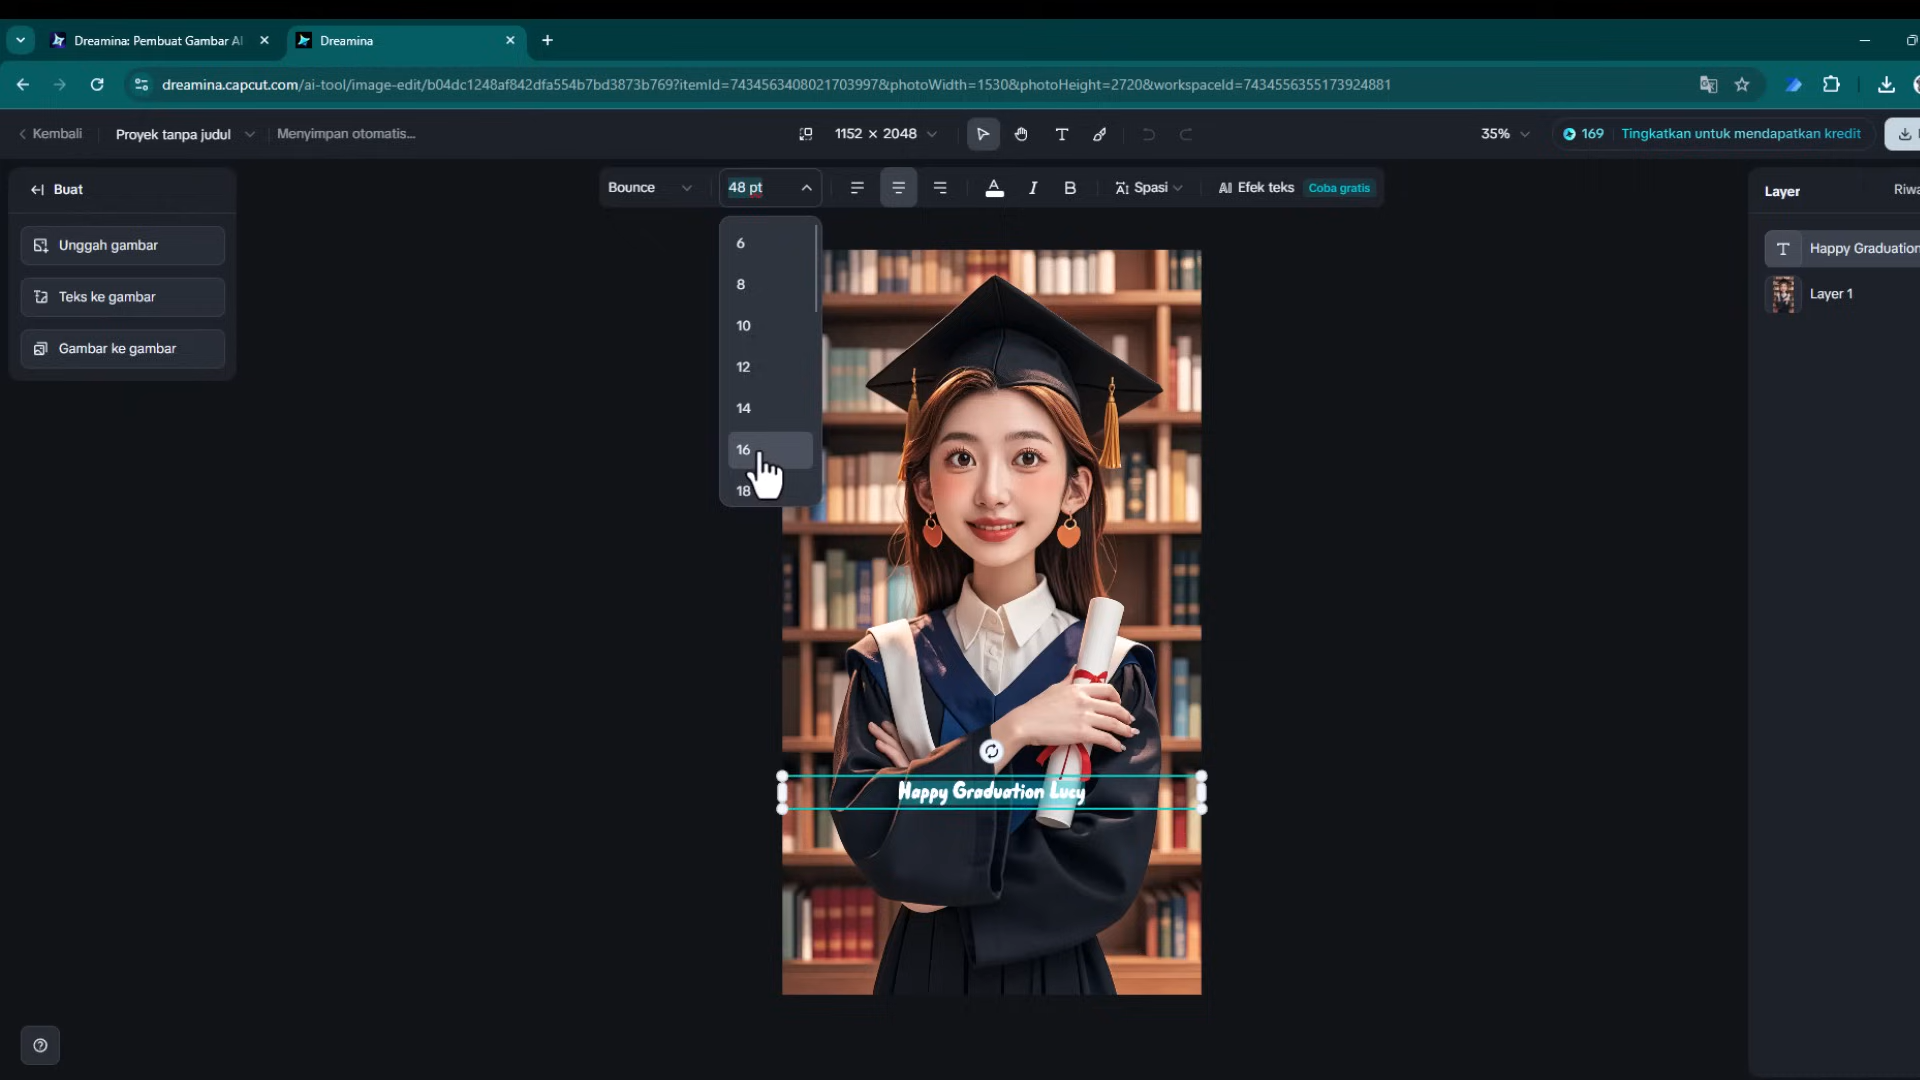 Dreamina: Pembuat Gambar AI
Dreamina
dreamina.capcut.com/ai-tool/image-edit/b04dc1248af842dfa554b7bd3873b769?itemId=7434563408021703997&photoWidth=1530&photoHeight=2720&workspaceId=7434556355173924881
Kembali
Proyek tanpa judul
Menyimpan otomatis...
1152 × 2048
T
35%
169
Tingkatkan untuk mendapatkan kredit
Buat
Unggah gambar
Teks ke gambar
Gambar ke gambar
Bounce
48 pt
A
I
B
Spasi
AI Efek teks
Coba gratis
6
8
10
12
14
16
18
Layer
Riwa
T Happy Graduation
Layer 1
Happy Graduation Lucy